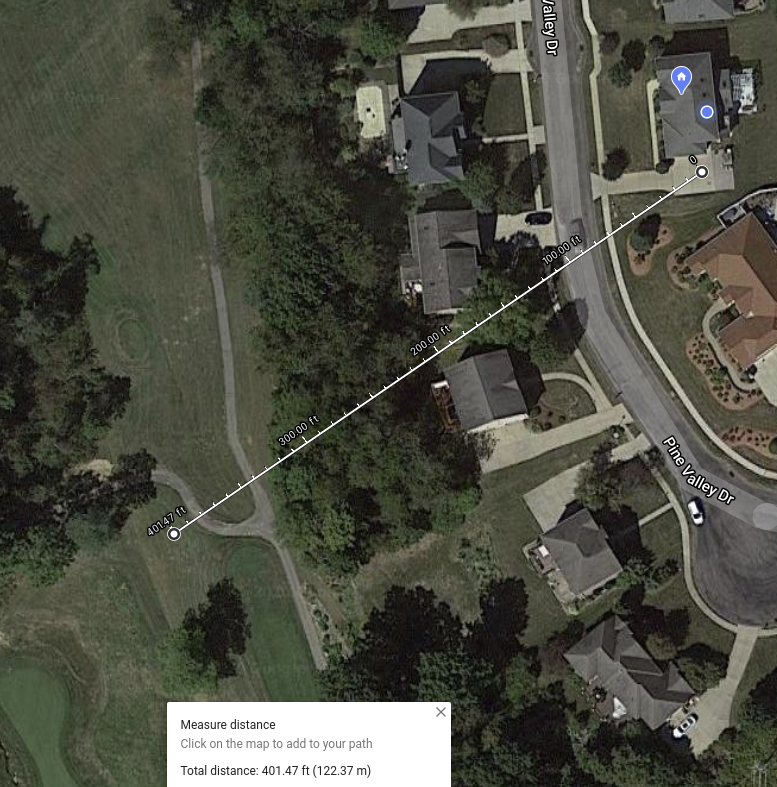 Valley Dr
0
100.00 ft
200.00 ft
300.00 ft
401.47 ft
Pine Valley Dr
Measure distance
Click on the map to add to your path
Total distance: 401.47 ft (122.37 m)